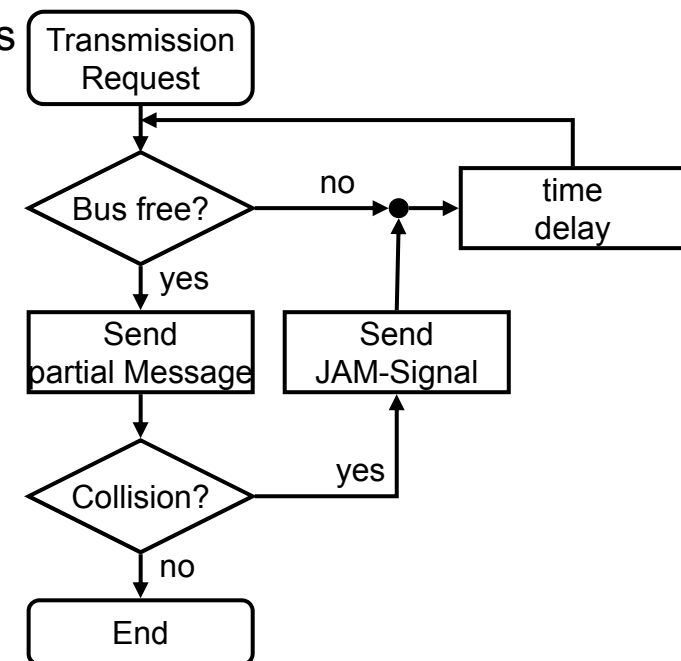 s
Transmission
Request
no
time
delay
Bus free?
yes
Send
partial Message
Send
JAM-Signal
yes
Collision?
no
End